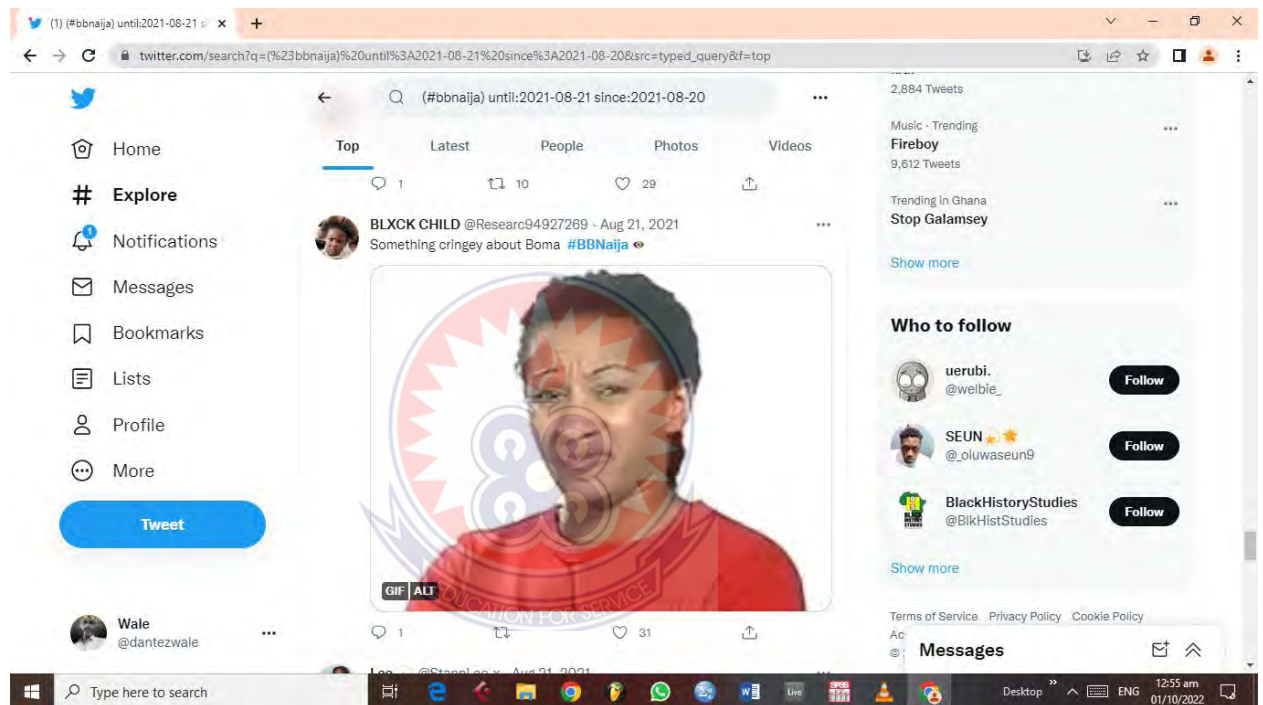 (1) (#bbnaija) until:2021-08-21 s
twitter.com/search?q=(%23bbnaija)%20until%3A2021-08-21%20since%3A2021-08-20&src=typed_query&f=top
(#bbnaija) until:2021-08-21 since:2021-08-20
Top Latest People Photos Videos
1 10 29
BLXCK CHILD @Researc94927269 · Aug 21, 2021
Something cringey about Boma #BBNaija
GIF ALT
EDUCATION FOR SERVICE
1 31
@StannLee x · Aug 21, 2021
Home
Explore
1
Notifications
Messages
Bookmarks
Lists
Profile
More
Tweet
Wale
@dantezwale
2,884 Tweets
Music · Trending
Fireboy
9,612 Tweets
Trending in Ghana
Stop Galamsey
Show more
Who to follow
uerubi.
@welbie_
Follow
SEUN
@_oluwaseun9
Follow
BlackHistoryStudies
@BlkHistStudies
Follow
Show more
Terms of Service Privacy Policy Cookie Policy
Messages
Type here to search
Live
Desktop
ENG
12:55 am
01/10/2022